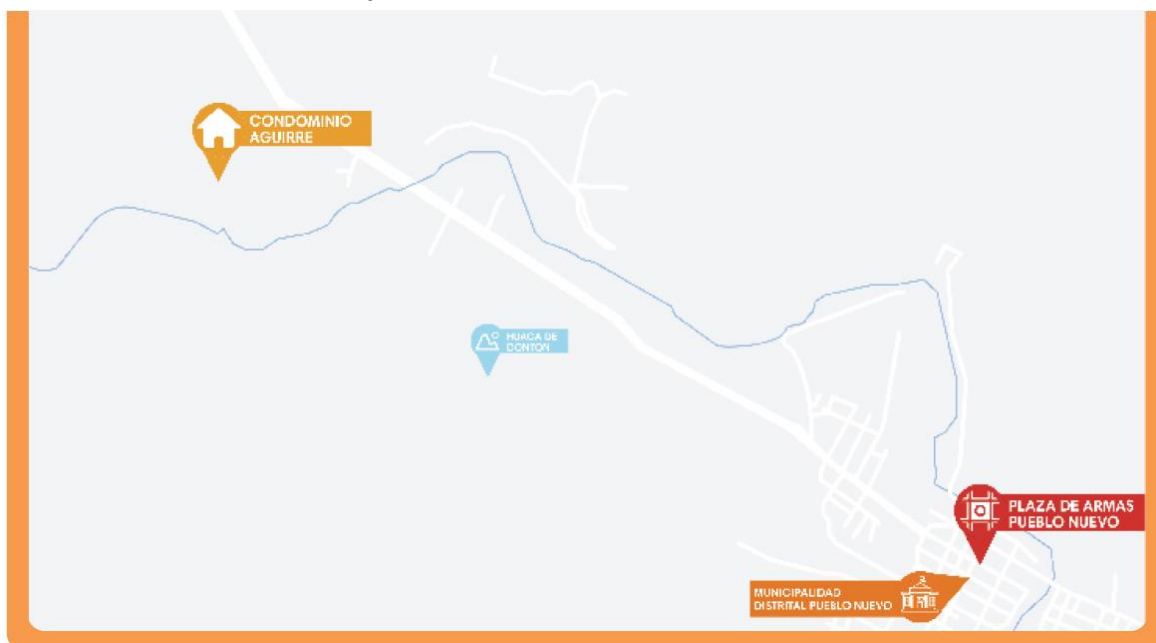 CONDOMINIO
AGUIRRE
HUACA DE
DONTON
PLAZA DE ARMAS
PUEBLO NUEVO
MUNICIPALIDAD
DISTRITAL PUEBLO NUEVO